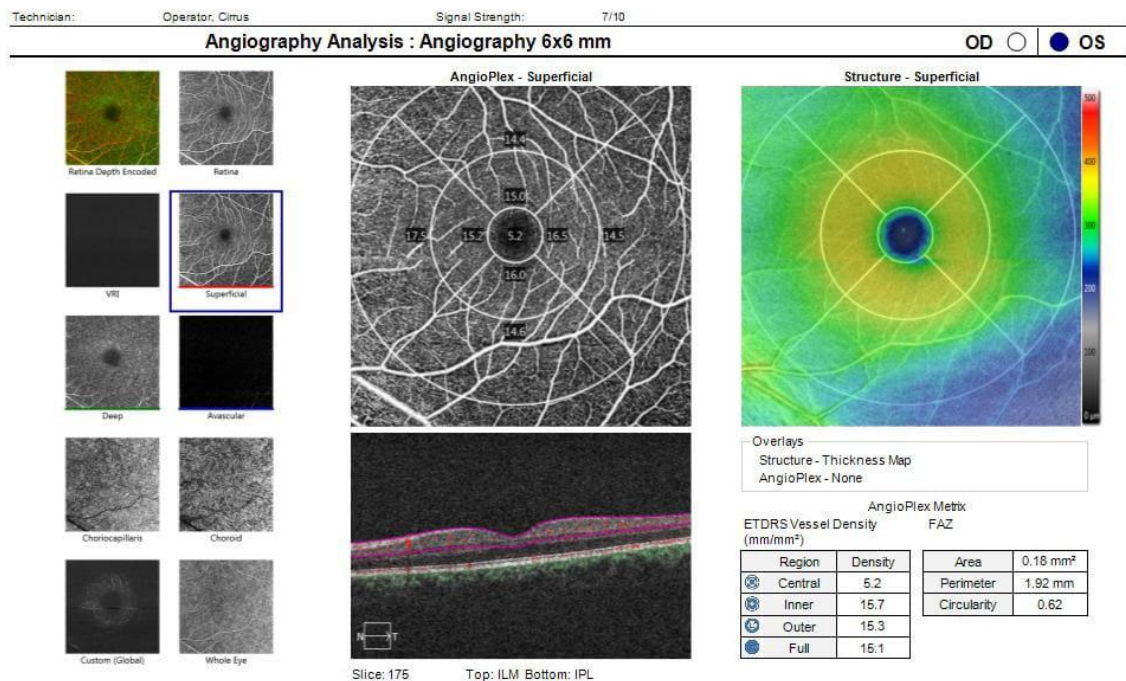 Technician: Operator, Cirrus Signal Strength: 7/10
Angiography Analysis : Angiography 6x6 mm OD OS
Retina Depth Encoded Retina
VRI Superficial
Deep Avascular
Choriocapillaris Choroid
Custom (Global) Whole Eye
AngioPlex - Superficial
14.4
15.0
17.5 15.2 5.2 16.5 14.5
16.0
14.6
N T
Slice: 175 Top: ILM Bottom: IPL
Structure - Superficial
500
400
300
200
100
0 µm
Overlays
Structure - Thickness Map
AngioPlex - None
AngioPlex Metrix
ETDRS Vessel Density FAZ
(mm/mm²)
Region Density
Central 5.2
Inner 15.7
Outer 15.3
Full 15.1
Area 0.18 mm²
Perimeter 1.92 mm
Circularity 0.62